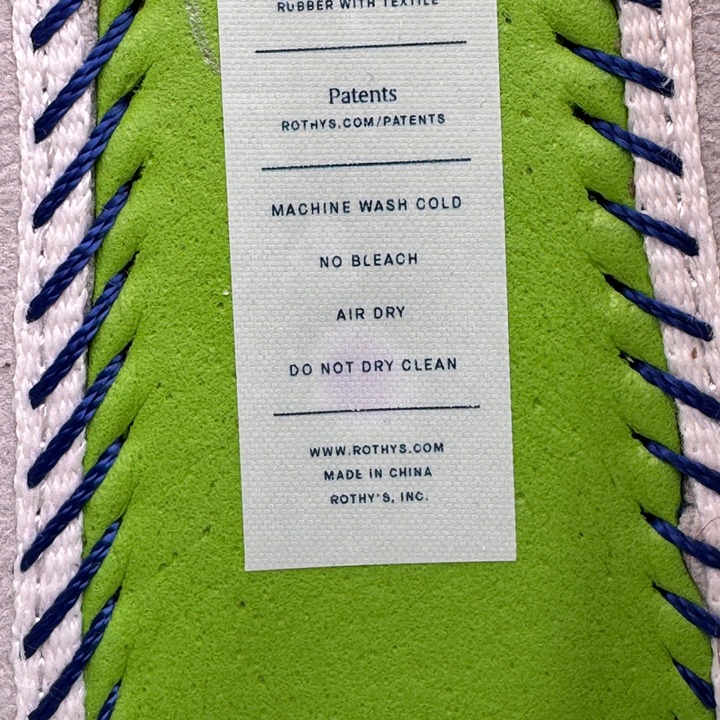 RUBBER WITH TEXTILE
Patents
ROTHYS.COM/PATENTS
MACHINE WASH COLD
NO BLEACH
AIR DRY
DO NOT DRY CLEAN
WWW.ROTHYS.COM
MADE IN CHINA
ROTHY'S, INC.